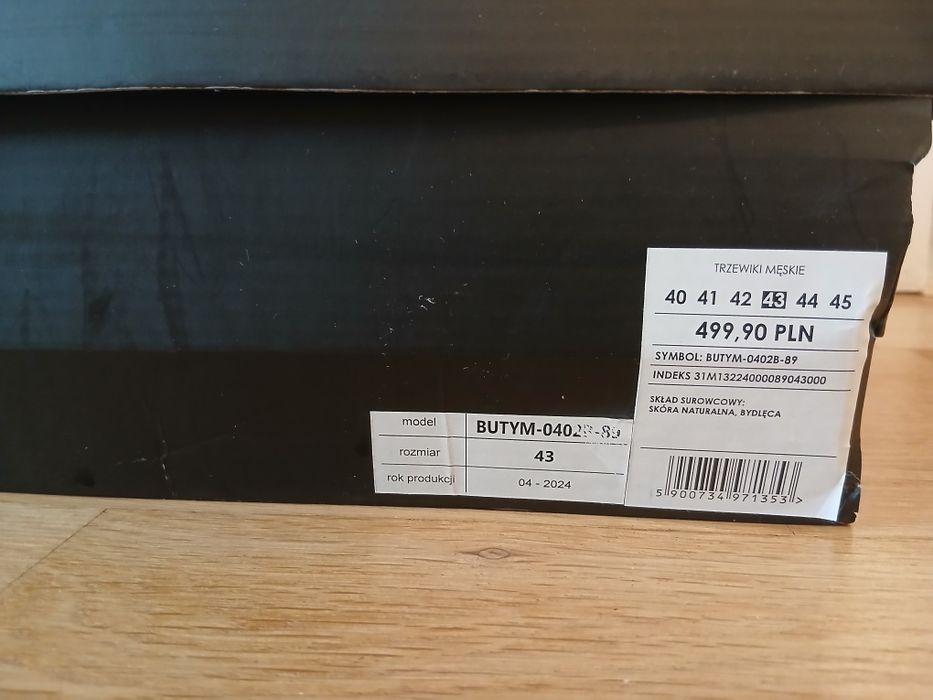 TRZEWIKI MĘSKIE
40 41 42 43 44 45
499,90 PLN
SYMBOL: BUTYM-0402B-89
INDEKS 31M13224000089043000
SKŁAD SUROWCOWY:
SKÓRA NATURALNA, BYDLĘCA
5 900734 971353 >
model BUTYM-0402B-89
rozmiar 43
rok produkcji 04 - 2024